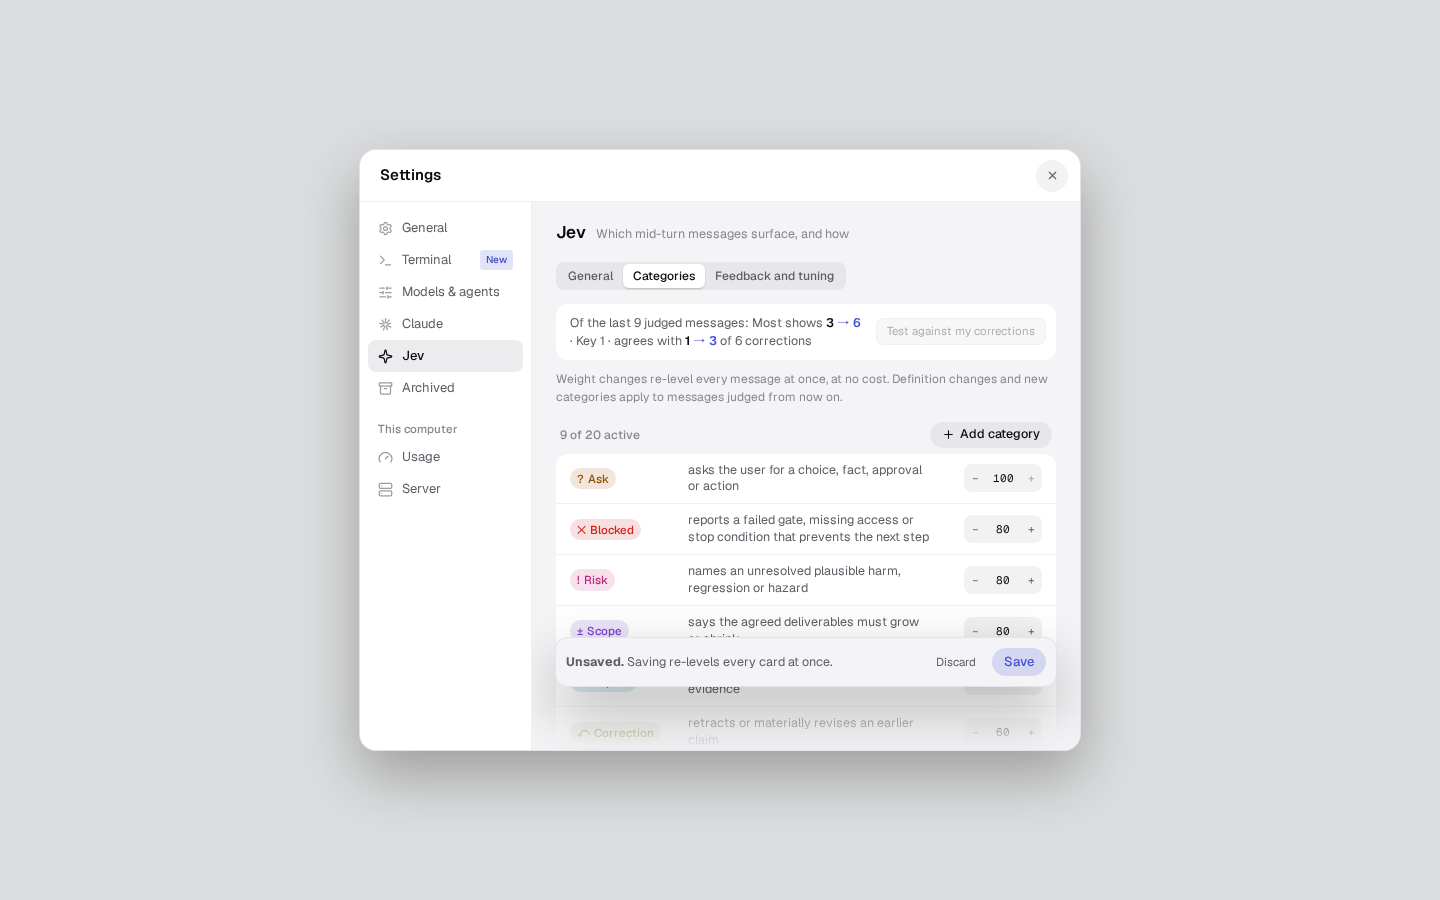 Settings
General
Terminal New
Models & agents
Claude
Jev
Archived
This computer
Usage
Server
Jev Which mid-turn messages surface, and how
General Categories Feedback and tuning
Of the last 9 judged messages: Most shows 3 → 6
· Key 1 · agrees with 1 → 3 of 6 corrections
Test against my corrections
Weight changes re-level every message at once, at no cost. Definition changes and new
categories apply to messages judged from now on.
9 of 20 active
+ Add category
? Ask
asks the user for a choice, fact, approval
or action
− 100 +
Blocked
reports a failed gate, missing access or
stop condition that prevents the next step
− 80 +
! Risk
names an unresolved plausible harm,
regression or hazard
− 80 +
± Scope
says the agreed deliverables must grow
− 80 +
Unsaved. Saving re-levels every card at once.
Discard
Save
evidence
Correction
retracts or materially revises an earlier
claim
− 60 +